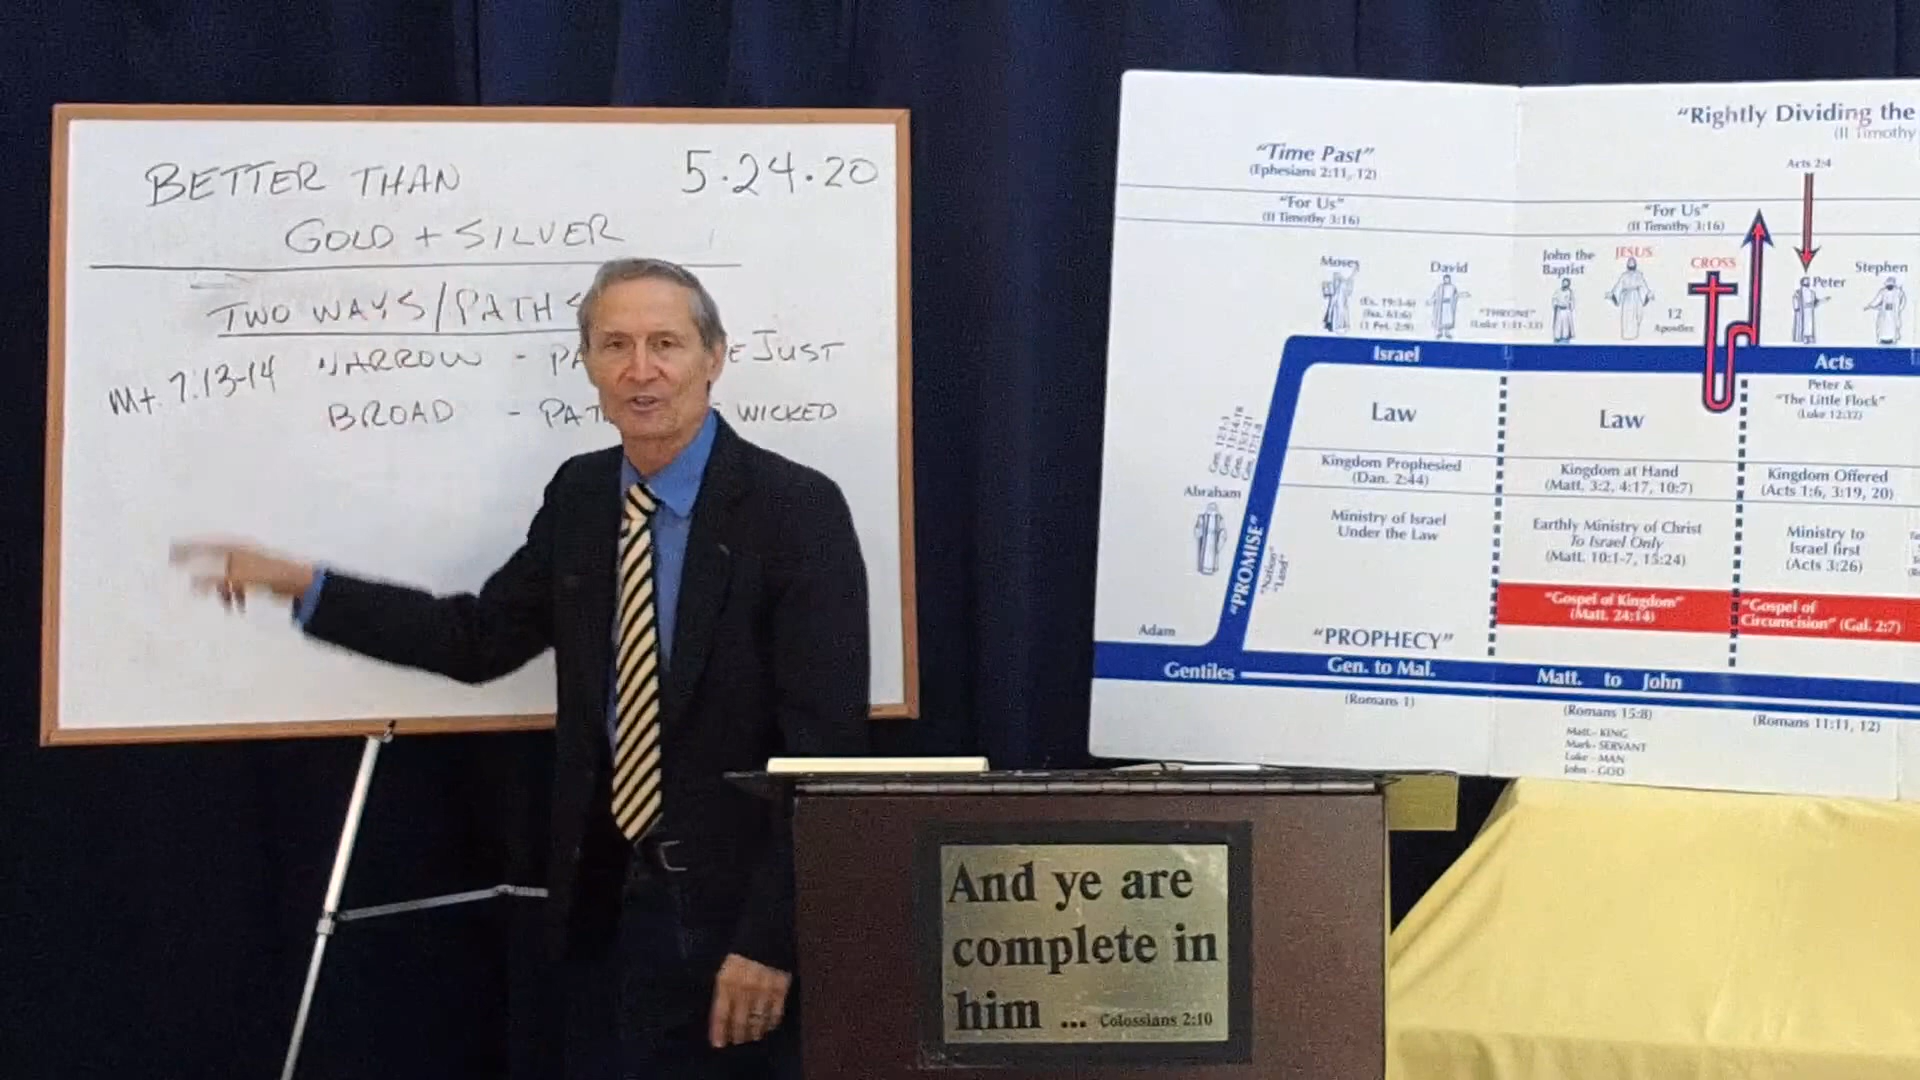 BETTER THAN
GOLD + SILVER
5.24.20
TWO WAYS/PATHS
Mt. 7:13-14
NARROW - PA E JUST
BROAD - PAT WICKED
"Rightly Dividing the
(II Timothy
"Time Past"
(Ephesians 2:11, 12)
"For Us"
(II Timothy 3:16)
"For Us"
(II Timothy 3:16)
Acts 2:4
Moses
David
"THRONE"
John the
Baptist
JESUS
12
Apostles
CROSS
Peter
Stephen
Israel
Acts
Law
Law
Peter &
"The Little Flock"
(Luke 12:32)
Kingdom Prophesied
(Dan. 2:44)
Kingdom at Hand
(Matt. 3:2, 4:17, 10:7)
Kingdom Offered
(Acts 1:6, 3:19, 20)
Abraham
"PROMISE"
"Nation"
"Land"
Ministry of Israel
Under the Law
Earthly Ministry of Christ
To Israel Only
(Matt. 10:1-7, 15:24)
Ministry to
Israel first
(Acts 3:26)
"Gospel of Kingdom"
(Matt. 24:14)
"Gospel of
Circumcision" (Gal. 2:7)
Adam
"PROPHECY"
Gentiles
Gen. to Mal.
Matt. to John
(Romans 1)
(Romans 15:8)
(Romans 11:11, 12)
Matt.- KING
Mark- SERVANT
Luke - MAN
John - GOD
And ye are
complete in
him ... Colossians 2:10